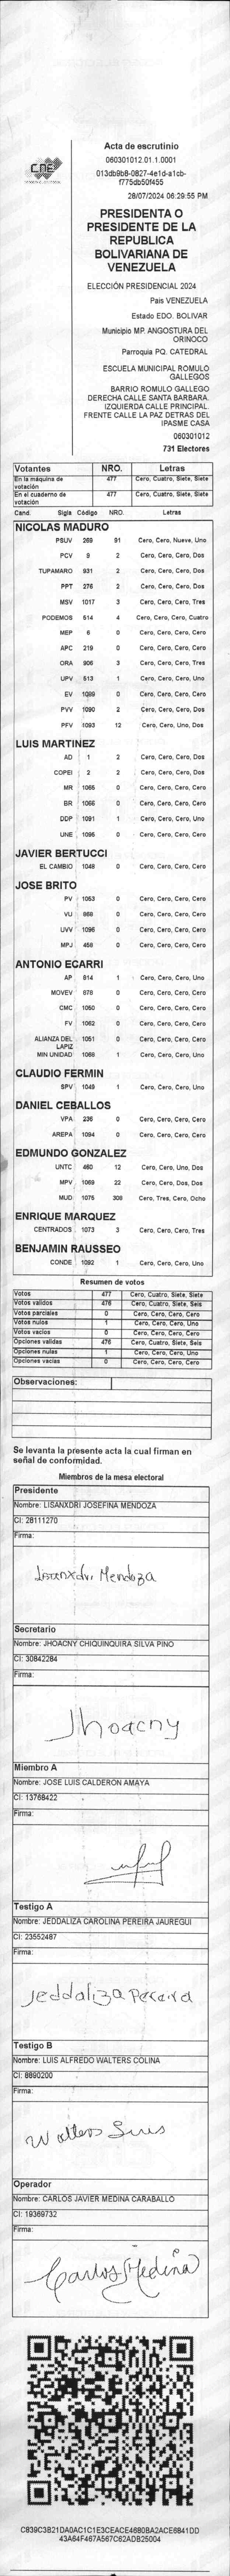 CNE
Acta de escrutinio
060301012.01.1.0001
013db9b8-0827-4e1d-a1cb-
f775db50f455
28/07/2024 06:29:55 PM
PRESIDENTA O
PRESIDENTE DE LA
REPUBLICA
BOLIVARIANA DE
VENEZUELA
ELECCIÓN PRESIDENCIAL 2024
Pais VENEZUELA
Estado EDO. BOLIVAR
Municipio MP. ANGOSTURA DEL
ORINOCO
Parroquia PQ. CATEDRAL
ESCUELA MUNICIPAL ROMULO
GALLEGOS
BARRIO ROMULO GALLEGO
DERECHA CALLE SANTA BARBARA.
IZQUIERDA CALLE PRINCIPAL.
FRENTE CALLE LA PAZ DETRAS DEL
IPASME CASA
060301012
731 Electores
Votantes NRO. Letras
En la máquina de votación 477 Cero, Cuatro, Siete, Siete
En el cuaderno de votación 477 Cero, Cuatro, Siete, Siete
Cand. Sigla Código NRO. Letras
NICOLAS MADURO
PSUV 269 91 Cero, Cero, Nueve, Uno
PCV 9 2 Cero, Cero, Cero, Dos
TUPAMARO 931 2 Cero, Cero, Cero, Dos
PPT 276 2 Cero, Cero, Cero, Dos
MSV 1017 3 Cero, Cero, Cero, Tres
PODEMOS 514 4 Cero, Cero, Cero, Cuatro
MEP 6 0 Cero, Cero, Cero, Cero
APC 219 0 Cero, Cero, Cero, Cero
ORA 906 3 Cero, Cero, Cero, Tres
UPV 513 1 Cero, Cero, Cero, Uno
EV 1089 0 Cero, Cero, Cero, Cero
PVV 1090 2 Cero, Cero, Cero, Dos
PFV 1093 12 Cero, Cero, Uno, Dos
LUIS MARTINEZ
AD 1 2 Cero, Cero, Cero, Dos
COPEI 2 2 Cero, Cero, Cero, Dos
MR 1065 0 Cero, Cero, Cero, Cero
BR 1066 0 Cero, Cero, Cero, Cero
DDP 1091 1 Cero, Cero, Cero, Uno
UNE 1095 0 Cero, Cero, Cero, Cero
JAVIER BERTUCCI
EL CAMBIO 1048 0 Cero, Cero, Cero, Cero
JOSE BRITO
PV 1053 0 Cero, Cero, Cero, Cero
VU 868 0 Cero, Cero, Cero, Cero
UVV 1096 0 Cero, Cero, Cero, Cero
MPJ 458 0 Cero, Cero, Cero, Cero
ANTONIO ECARRI
AP 814 1 Cero, Cero, Cero, Uno
MOVEV 878 0 Cero, Cero, Cero, Cero
CMC 1050 0 Cero, Cero, Cero, Cero
FV 1062 0 Cero, Cero, Cero, Cero
ALIANZA DEL LAPIZ 1051 0 Cero, Cero, Cero, Cero
MIN UNIDAD 1068 1 Cero, Cero, Cero, Uno
CLAUDIO FERMIN
SPV 1049 1 Cero, Cero, Cero, Uno
DANIEL CEBALLOS
VPA 236 0 Cero, Cero, Cero, Cero
AREPA 1094 0 Cero, Cero, Cero, Cero
EDMUNDO GONZALEZ
UNTC 460 12 Cero, Cero, Uno, Dos
MPV 1069 22 Cero, Cero, Dos, Dos
MUD 1075 308 Cero, Tres, Cero, Ocho
ENRIQUE MARQUEZ
CENTRADOS 1073 3 Cero, Cero, Cero, Tres
BENJAMIN RAUSSEO
CONDE 1092 1 Cero, Cero, Cero, Uno
Resumen de votos
Votos 477 Cero, Cuatro, Siete, Siete
Votos validos 476 Cero, Cuatro, Siete, Seis
Votos parciales 0 Cero, Cero, Cero, Cero
Votos nulos 1 Cero, Cero, Cero, Uno
Votos vacios 0 Cero, Cero, Cero, Cero
Opciones validas 476 Cero, Cuatro, Siete, Seis
Opciones nulas 1 Cero, Cero, Cero, Uno
Opciones vacias 0 Cero, Cero, Cero, Cero
Observaciones:
Se levanta la presente acta la cual firman en
señal de conformidad.
Miembros de la mesa electoral
Presidente
Nombre: LISANXDRI JOSEFINA MENDOZA
CI: 28111270
Firma:
Lisanxdri Mendoza
Secretario
Nombre: JHOACNY CHIQUINQUIRA SILVA PINO
CI: 30842284
Firma:
Jhoacny
Miembro A
Nombre: JOSE LUIS CALDERON AMAYA
CI: 13768422
Firma:
Testigo A
Nombre: JEDDALIZA CAROLINA PEREIRA JAUREGUI
CI: 23552487
Firma:
Jeddaliza Pereira
Testigo B
Nombre: LUIS ALFREDO WALTERS COLINA
CI: 8890200
Firma:
Walters
Operador
Nombre: CARLOS JAVIER MEDINA CARABALLO
CI: 19369732
Firma:
Carlos J Medina
C839C3B21DA0AC1C1E3CEACE4680BA2ACE6841DD
43A64F467A567C62ADB25004